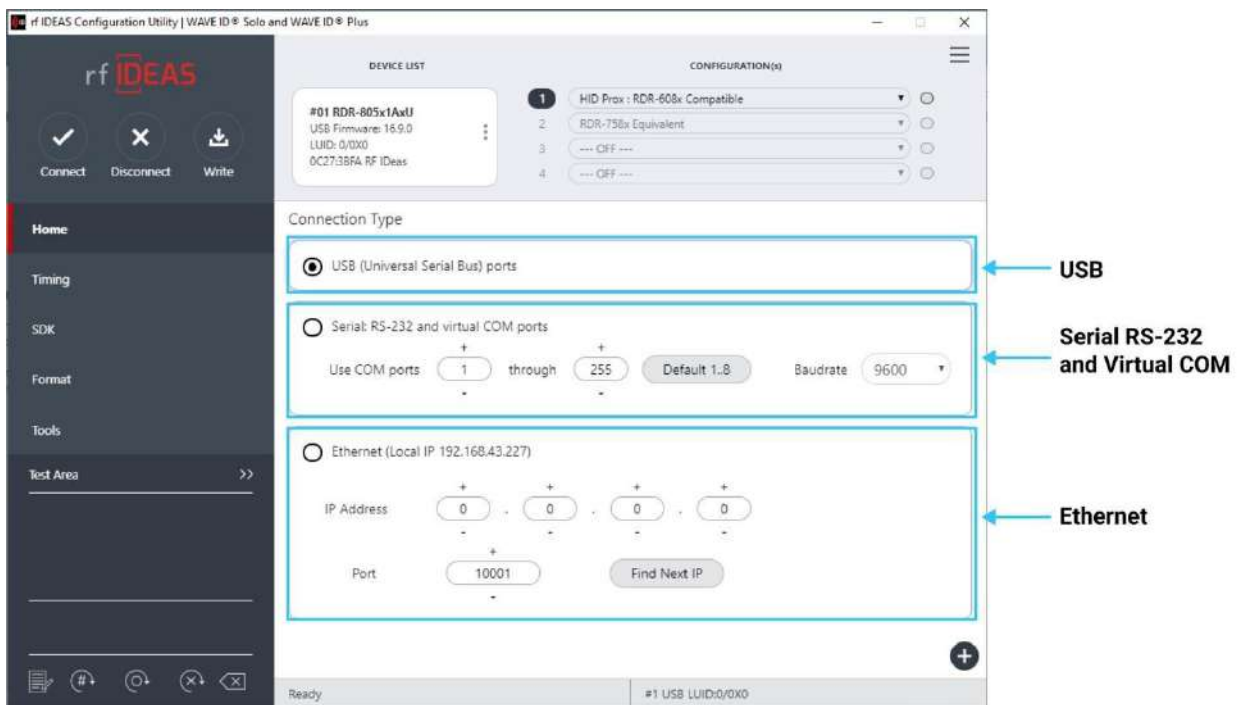 rf IDEAS Configuration Utility | WAVE ID® Solo and WAVE ID® Plus
rf IDEAS
Connect
Disconnect
Write
Home
Timing
SDK
Format
Tools
Test Area >>
DEVICE LIST
#01 RDR-805x1AxU
USB Firmware: 16.9.0
LUID: 0/0X0
0C27:3BFA RF IDeas
CONFIGURATION(s)
1 HID Prox : RDR-608x Compatible
2 RDR-758x Equivalent
3 --- OFF ---
4 --- OFF ---
Connection Type
USB (Universal Serial Bus) ports
Serial: RS-232 and virtual COM ports
+ +
Use COM ports 1 through 255 Default 1..8 Baudrate 9600
- -
Ethernet (Local IP 192.168.43.227)
+ + + +
IP Address 0 . 0 . 0 . 0
- - - -
+
Port 10001 Find Next IP
-
Ready
#1 USB LUID:0/0X0
USB
Serial RS-232
and Virtual COM
Ethernet